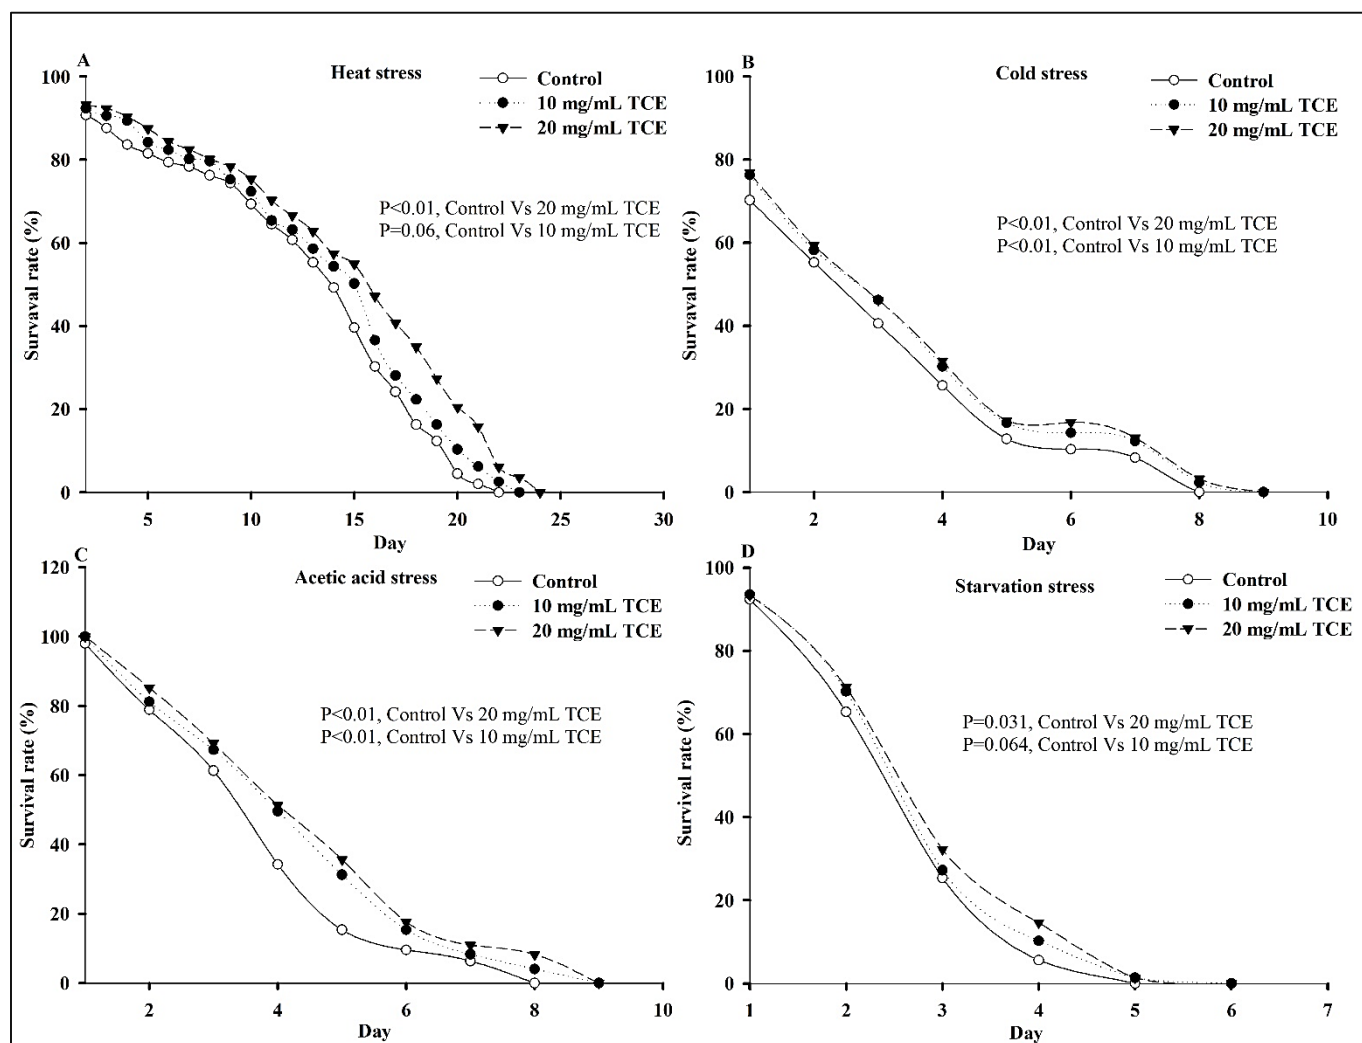 A
Heat stress
Control
10 mg/mL TCE
20 mg/mL TCE
P<0.01, Control Vs 20 mg/mL TCE
P=0.06, Control Vs 10 mg/mL TCE
Survaval rate (%)
100
80
60
40
20
0
5 10 15 20 25 30
Day
B
Cold stress
Control
10 mg/mL TCE
20 mg/mL TCE
P<0.01, Control Vs 20 mg/mL TCE
P<0.01, Control Vs 10 mg/mL TCE
Survaval rate (%)
100
80
60
40
20
0
2 4 6 8 10
Day
C
Acetic acid stress
Control
10 mg/mL TCE
20 mg/mL TCE
P<0.01, Control Vs 20 mg/mL TCE
P<0.01, Control Vs 10 mg/mL TCE
Survival rate (%)
120
100
80
60
40
20
0
2 4 6 8 10
Day
D
Starvation stress
Control
10 mg/mL TCE
20 mg/mL TCE
P=0.031, Control Vs 20 mg/mL TCE
P=0.064, Control Vs 10 mg/mL TCE
Survival rate (%)
100
80
60
40
20
0
1 2 3 4 5 6 7
Day